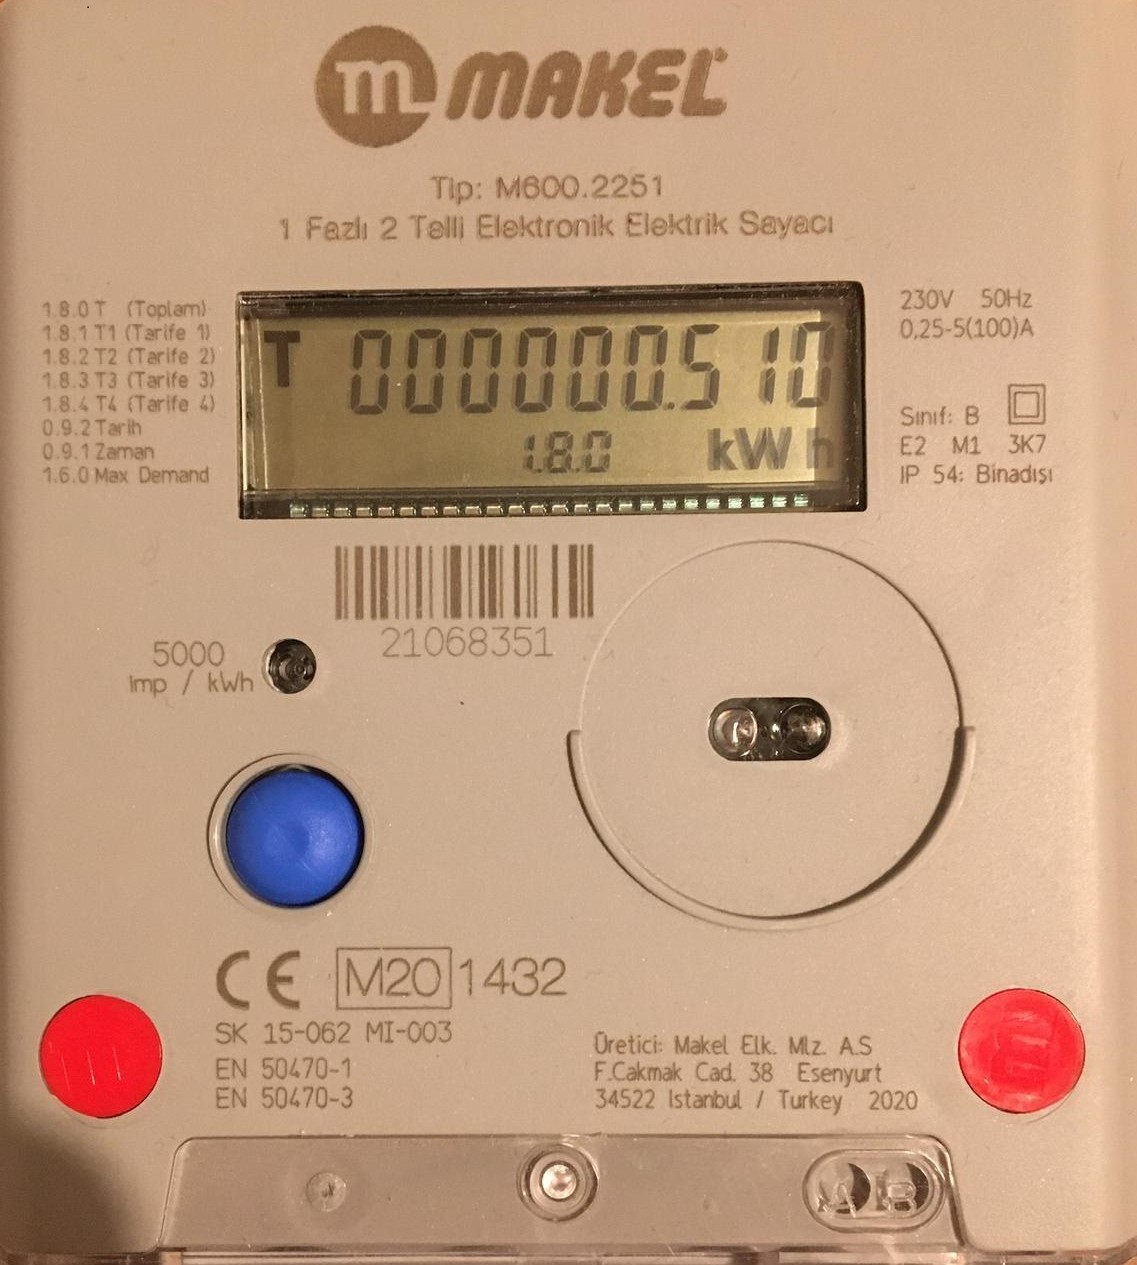 m MAKEL
Tip: M600.2251
1 Fazlı 2 Telli Elektronik Elektrik Sayacı
1.8.0 T (Toplam)
1.8.1 T1 (Tarife 1)
1.8.2 T2 (Tarife 2)
1.8.3 T3 (Tarife 3)
1.8.4 T4 (Tarife 4)
0.9.2 Tarih
0.9.1 Zaman
1.6.0 Max Demand
T 000000.510
1.8.0 kWh
230V 50Hz
0,25-5(100)A
Sınıf: B
E2 M1 3K7
IP 54: Binadışı
21068351
5000
Imp / kWh
CE M20 1432
SK 15-062 MI-003
EN 50470-1
EN 50470-3
Üretici: Makel Elk. Mlz. A.S
F.Cakmak Cad. 38 Esenyurt
34522 Istanbul / Turkey 2020
m
A B